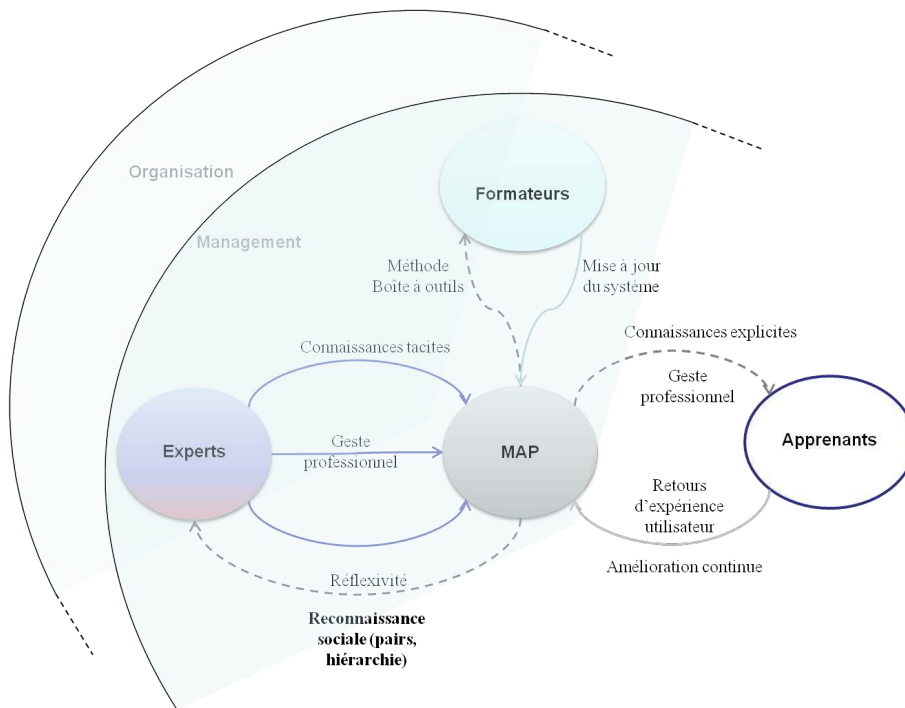 Organisation
Formateurs
Management
Méthode
Boîte à outils
Mise à jour
du système
Connaissances tacites
Connaissances explicites
Geste
professionnel
Experts
Geste
professionnel
MAP
Apprenants
Retours
d'expérience
utilisateur
Amélioration continue
Réflexivité
Reconnaissance
sociale (pairs,
hiérarchie)